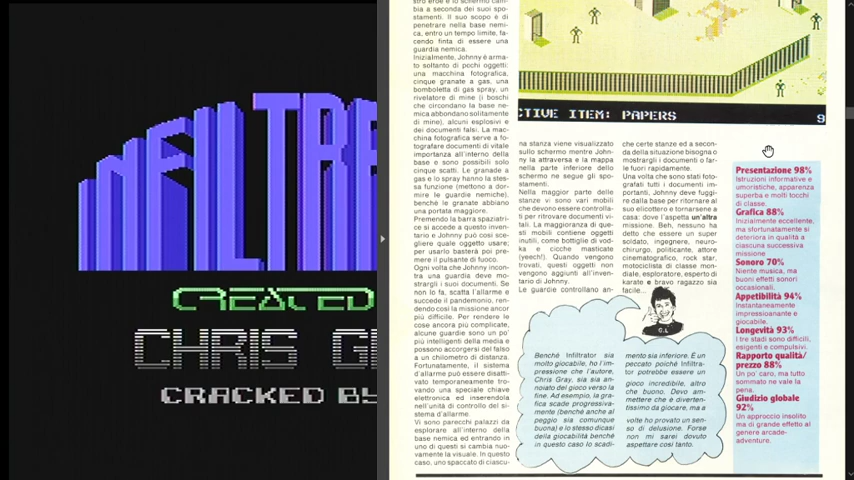 INFILTRA
CREATED
CHRIS G
CRACKED BY
bia a seconda dei suoi spo-
stamenti. Il suo scopo è di
penetrare nella base nemi-
ca, entro un tempo limite, fa-
cendo finta di essere una
guardia nemica.
Inizialmente, Johnny è arma-
to soltanto di pochi oggetti:
una macchina fotografica,
cinque granate a gas, una
bomboletta di gas spray, un
rivelatore di mine (i boschi
che circondano la base ne-
mica abbondano solitamente
di mine), alcuni esplosivi e
dei documenti falsi. La mac-
china fotografica serve a fo-
tografare documenti di vitale
importanza all'interno della
base e sono possibili solo
cinque scatti. Le granade a
gas e lo spray hanno la stes-
sa funzione (mettono a dor-
mire le guardie nemiche),
benché le granate abbiano
una portata maggiore.
Premendo la barra spaziatri-
ce si accede a questo inven-
tario e Johnny può così sce-
gliere quale oggetto usare;
per usarlo basterà poi pre-
mere il pulsante di fuoco.
Ogni volta che Johnny incon-
tra una guardia deve mo-
strargli i suoi documenti. Se
non lo fa, scatta l'allarme e
succede il pandemonio, ren-
dendo così la missione ancor
più difficile. Per rendere le
cose ancora più complicate,
alcune guardie sono un po'
più intelligenti della media e
possono accorgersi del falso
a un chilometro di distanza.
Fortunatamente, il sistema
d'allarme può essere disatti-
vato temporaneamente tro-
vando una speciale chiave
elettronica ed inserendola
nell'unità di controllo del si-
stema d'allarme.
Vi sono parecchi palazzi da
esplorare all'interno della
base nemica ed entrando in
uno di questi si cambia nuo-
vamente la visuale. In questo
caso, uno spaccato di ciascu-
CTIVE ITEM: PAPERS 9
na stanza viene visualizzato
sullo schermo mentre John-
ny la attraversa e la mappa
nella parte inferiore dello
schermo ne segue gli spo-
stamenti.
Nella maggior parte delle
stanze vi sono vari mobili
che devono essere controlla-
ti per ritrovare documenti vi-
tali. La maggioranza di que-
sti mobili contiene oggetti
inutili, come bottiglie di vod-
ka e cicche masticate
(yeech!). Quando vengono
trovati, questi oggetti non
vengono aggiunti all'inven-
tario di Johnny.
Le guardie controllano an-
che certe stanze ed a secon-
da della situazione bisogna o
mostrargli i documenti o far-
le fuori rapidamente.
Una volta che sono stati fo-
tografati tutti i documenti im-
portanti, Johnny deve fuggi-
re dalla base per ritornare al
suo elicottero e tornarsene a
casa: dove l'aspetta un'altra
missione. Beh, nessuno ha
detto che essere un super
soldato, ingegnere, neuro-
chirurgo, politicante, attore
cinematografico, rock star,
motociclista di classe mon-
diale, esploratore, esperto di
karate e bravo ragazzo sia
facile...
G.L
Benché Infiltrator sia
molto giocabile, ho l'im-
pressione che l'autore,
Chris Gray, sia sia an-
noiato del gioco verso la
fine. Ad esempio, la gra-
fica scade progressiva-
mente (benché anche al
peggio sia comunque
buona) e lo stesso dicasi
della giocabilità benché
in questo caso lo scadi-
mento sia inferiore. È un
peccato poiché Infiltra-
tor potrebbe essere un
gioco incredibile, altro
che buono. Devo am-
mettere che è diverten-
tissimo da giocare, ma a
volte ho provato un sen-
so di delusione. Forse
non mi sarei dovuto
aspettare così tanto.
Presentazione 98%
Istruzioni informative e
umoristiche, apparenza
superba e molti tocchi
di classe.
Grafica 88%
Inizialmente eccellente,
ma sfortunatamente si
deteriora in qualità a
ciascuna successiva
missione
Sonoro 70%
Niente musica, ma
buoni effetti sonori
occasionali.
Appetibilità 94%
Instantaneamente
impressioanante e
giocabile.
Longevità 93%
I tre stadi sono difficili,
esigenti e compulsivi.
Rapporto qualità/
prezzo 88%
Un po' caro, ma tutto
sommato ne vale la
pena.
Giudizio globale
92%
Un approccio insolito
ma di grande effetto al
genere arcade-
adventure.